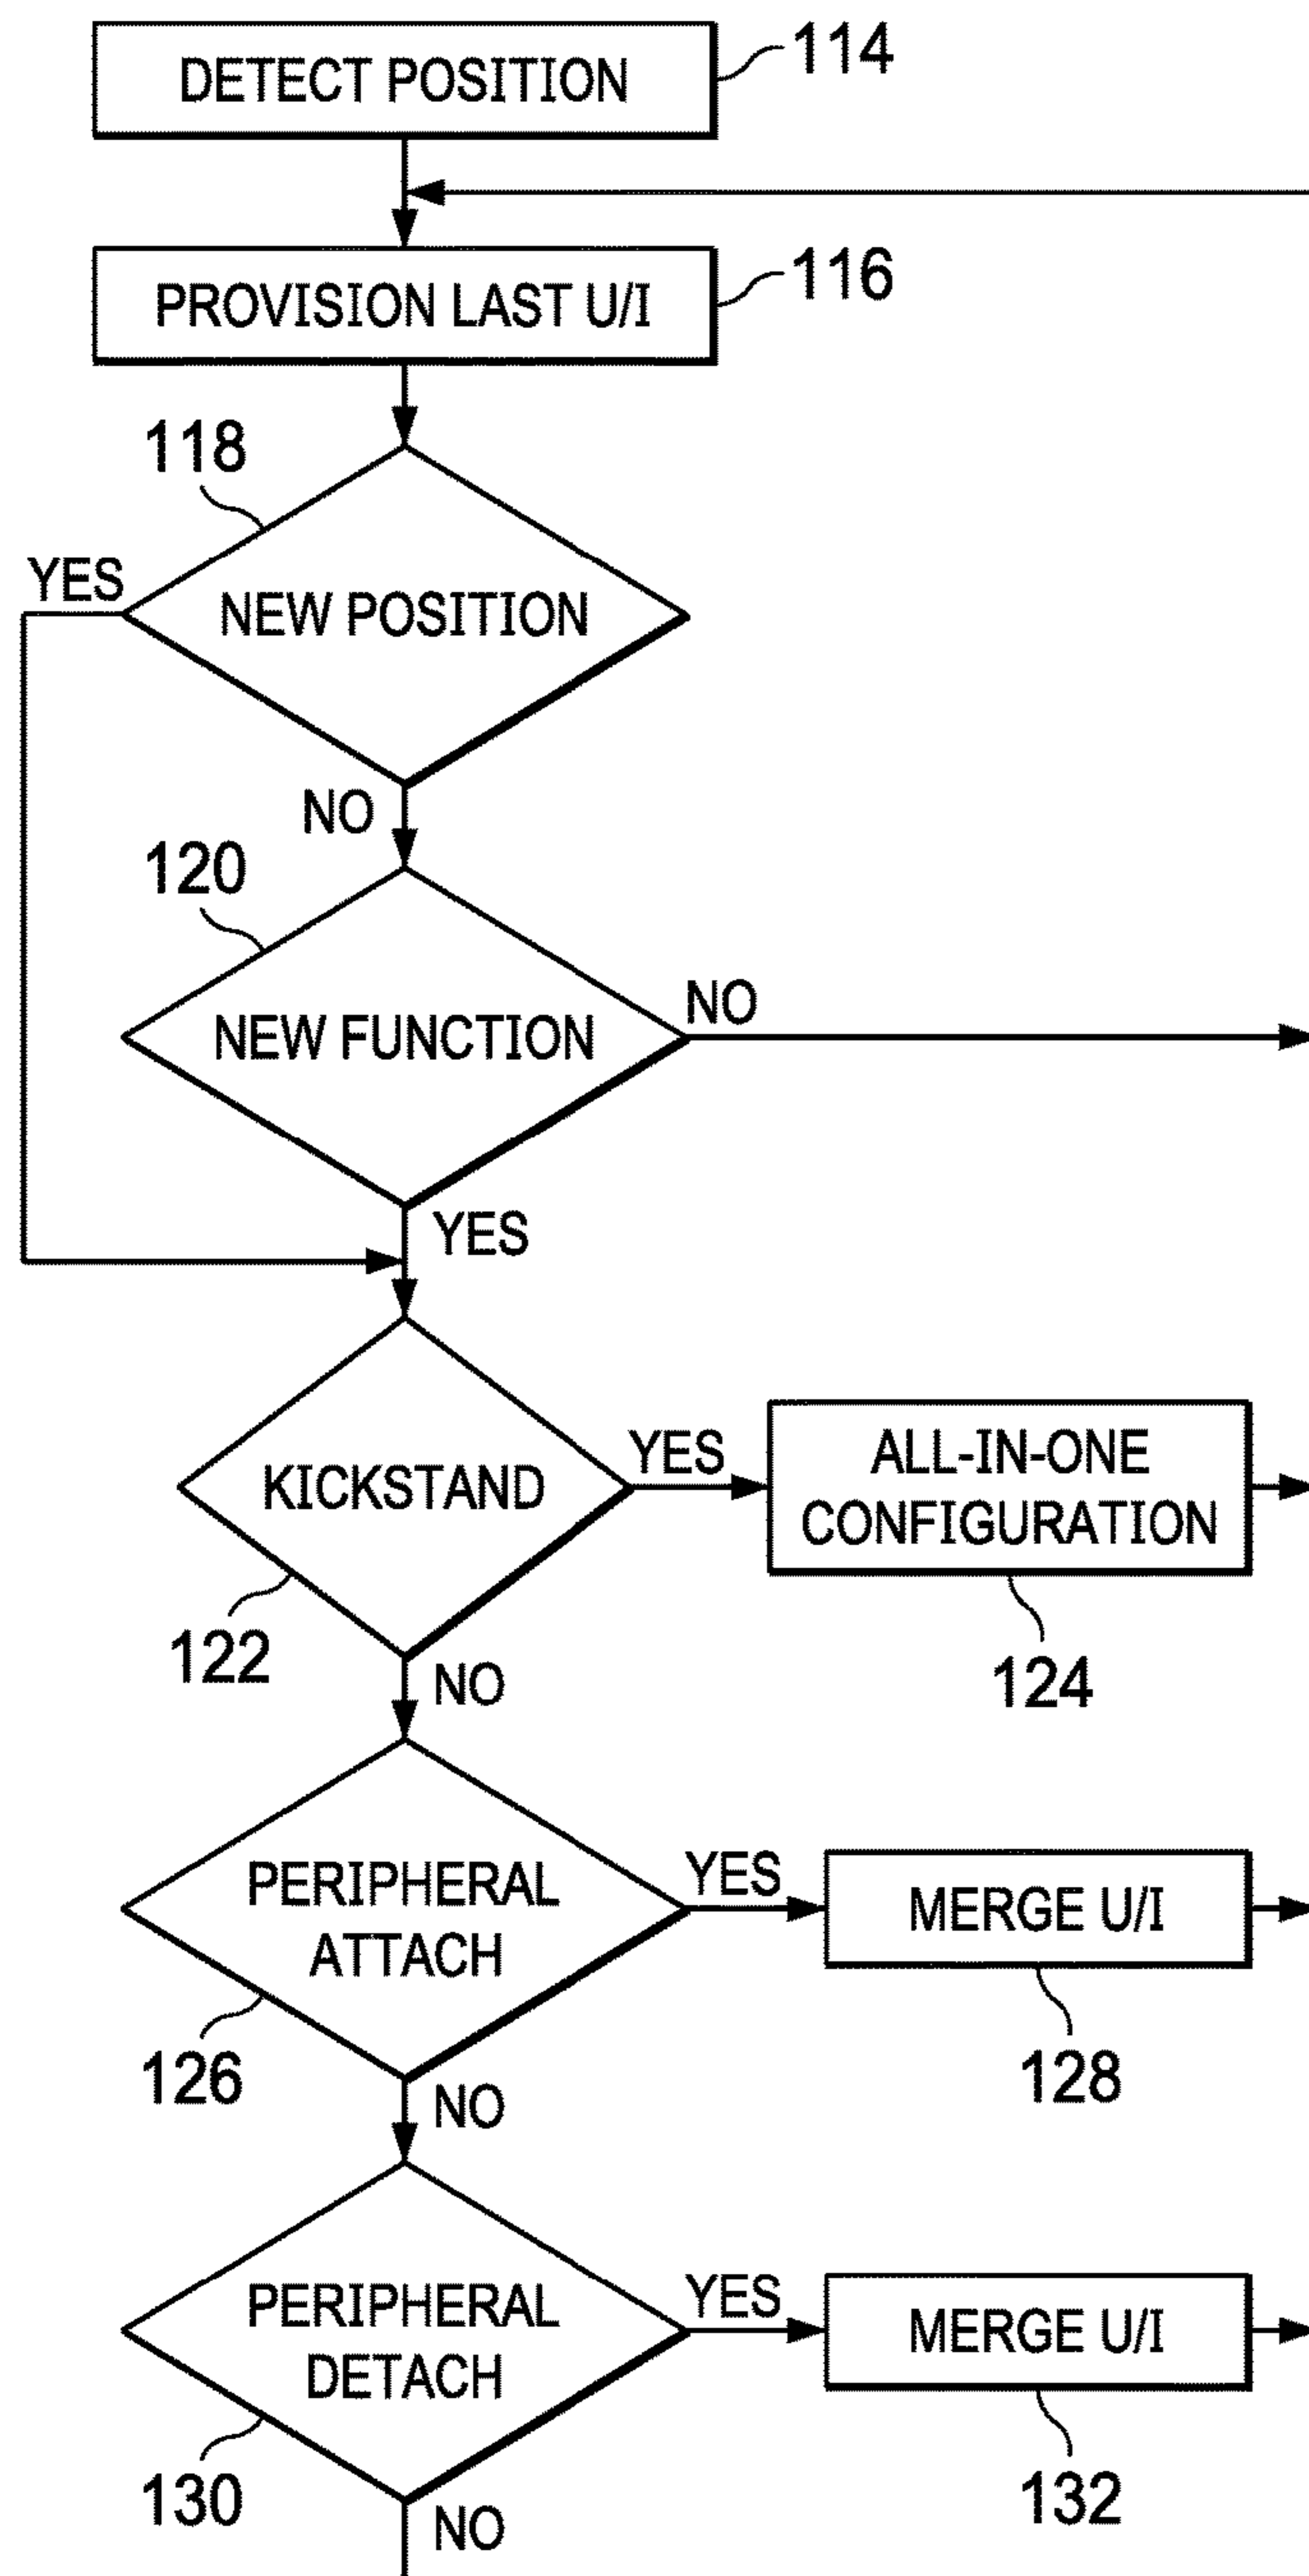 DETECT POSITION
114
PROVISION LAST U/I
116
118
YES
NEW POSITION
NO
120
NEW FUNCTION
NO
YES
KICKSTAND
YES
ALL-IN-ONE
CONFIGURATION
122
124
NO
PERIPHERAL
ATTACH
YES
MERGE U/I
126
128
NO
PERIPHERAL
DETACH
YES
MERGE U/I
130
132
NO